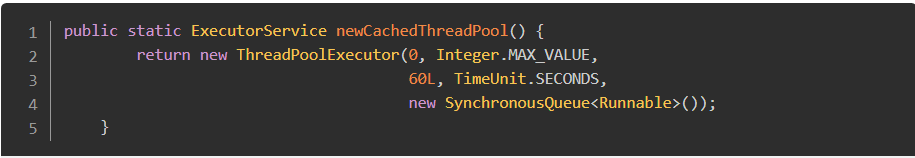 1 public static ExecutorService newCachedThreadPool() {
2         return new ThreadPoolExecutor(0, Integer.MAX_VALUE,
3                                       60L, TimeUnit.SECONDS,
4                                       new SynchronousQueue<Runnable>());
5     }